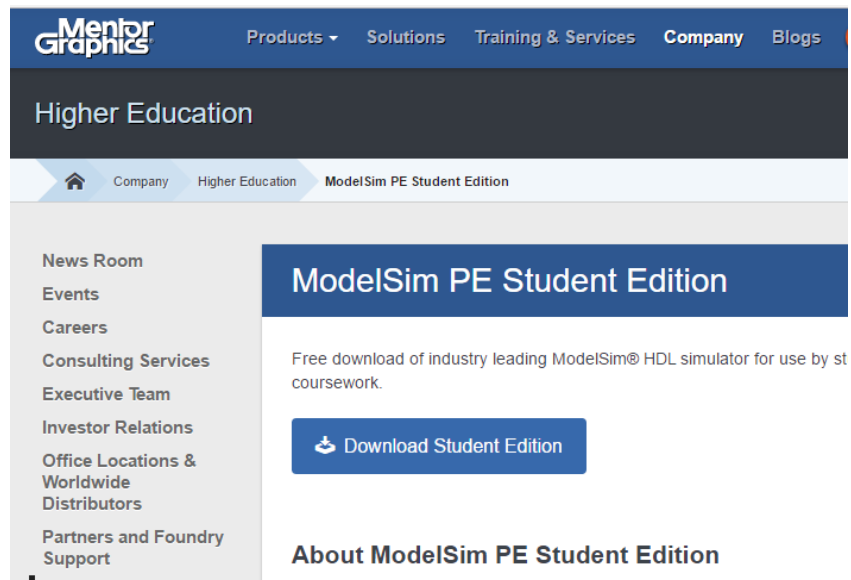 Mentor
Graphics
Products Solutions Training & Services Company Blogs
Higher Education
Company Higher Education ModelSim PE Student Edition
News Room
Events
Careers
Consulting Services
Executive Team
Investor Relations
Office Locations &
Worldwide
Distributors
Partners and Foundry
Support
ModelSim PE Student Edition
Free download of industry leading ModelSim® HDL simulator for use by st
coursework.
Download Student Edition
About ModelSim PE Student Edition